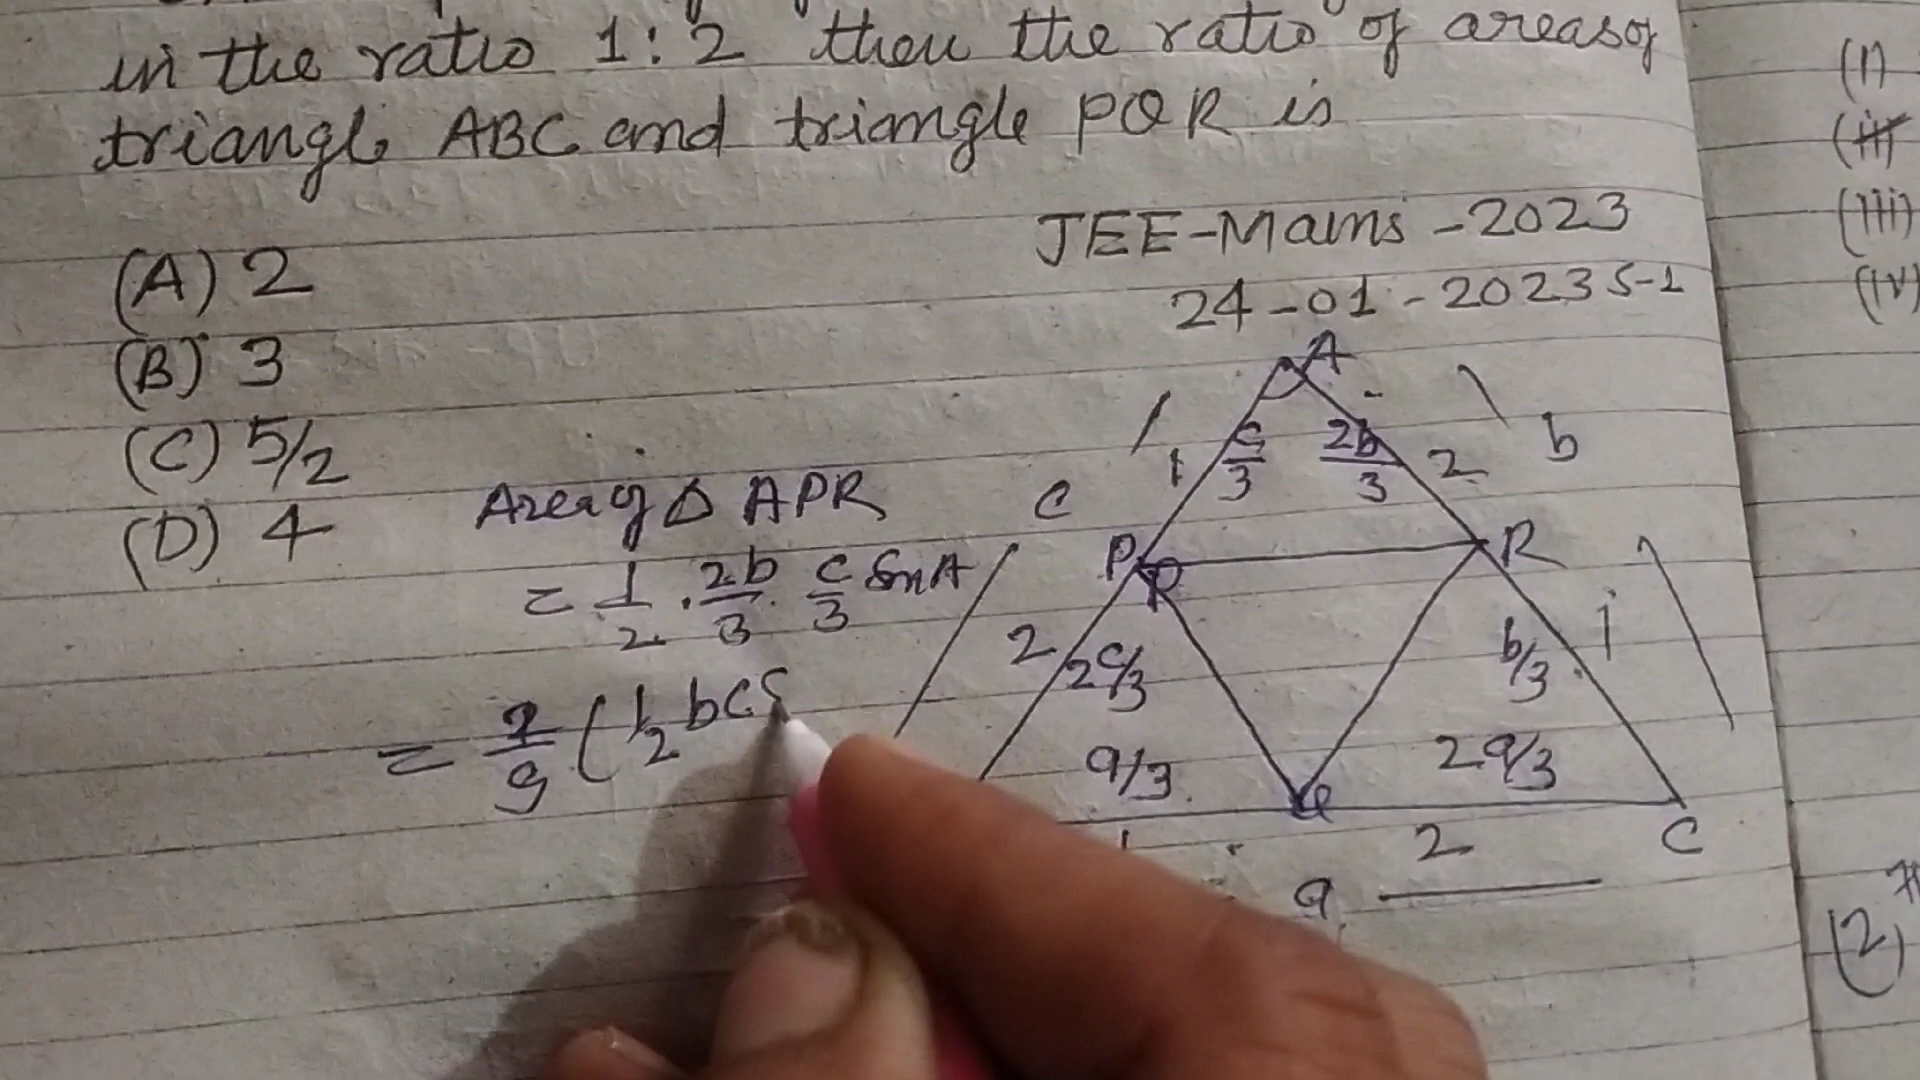 in the ratio 1:2 then the ratio of areas of
triangle ABC and triangle PQR is
JEE-Mains-2023
24-01-2023 S-1
(A) 2
(B) 3
(C) 5/2
(D) 4
Area of Δ APR
= 1/2 . 2b/3 . c/3 Sin A
= 2/9 ( 1/2 bc S
A
c/3
2b/3
1
2
b
c
P
R
2
2c/3
b/3
1
a/3
2a/3
Q
1
2
C
a
(i)
(ii)
(iii)
(iv)
(2)